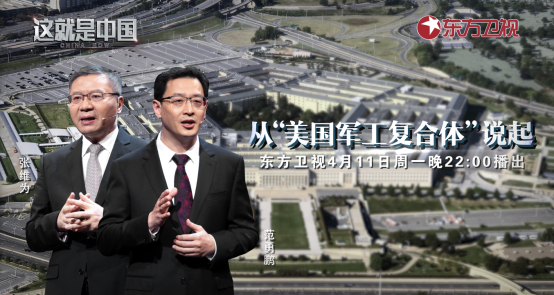 这就是中国
CHINA NOW
东方卫视
从“美国军工复合体”说起
东方卫视4月11日周一晚22:00播出
张维为
范勇鹏